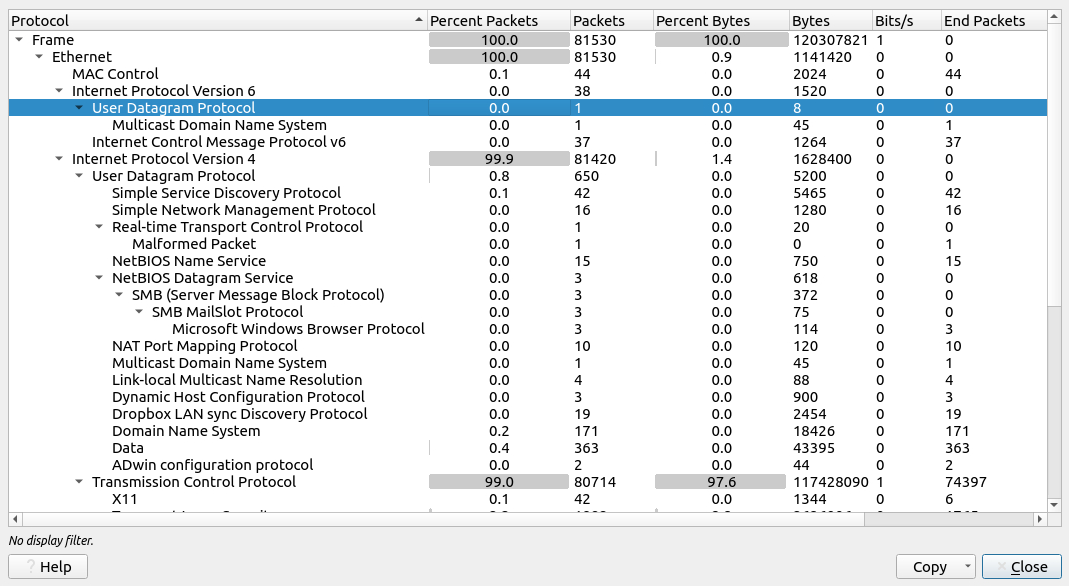 Protocol Percent Packets Packets Percent Bytes Bytes Bits/s End Packets
Frame 100.0 81530 100.0 120307821 1 0
Ethernet 100.0 81530 0.9 1141420 0 0
MAC Control 0.1 44 0.0 2024 0 44
Internet Protocol Version 6 0.0 38 0.0 1520 0 0
User Datagram Protocol 0.0 1 0.0 8 0 0
Multicast Domain Name System 0.0 1 0.0 45 0 1
Internet Control Message Protocol v6 0.0 37 0.0 1264 0 37
Internet Protocol Version 4 99.9 81420 1.4 1628400 0 0
User Datagram Protocol 0.8 650 0.0 5200 0 0
Simple Service Discovery Protocol 0.1 42 0.0 5465 0 42
Simple Network Management Protocol 0.0 16 0.0 1280 0 16
Real-time Transport Control Protocol 0.0 1 0.0 20 0 0
Malformed Packet 0.0 1 0.0 0 0 1
NetBIOS Name Service 0.0 15 0.0 750 0 15
NetBIOS Datagram Service 0.0 3 0.0 618 0 0
SMB (Server Message Block Protocol) 0.0 3 0.0 372 0 0
SMB MailSlot Protocol 0.0 3 0.0 75 0 0
Microsoft Windows Browser Protocol 0.0 3 0.0 114 0 3
NAT Port Mapping Protocol 0.0 10 0.0 120 0 10
Multicast Domain Name System 0.0 1 0.0 45 0 1
Link-local Multicast Name Resolution 0.0 4 0.0 88 0 4
Dynamic Host Configuration Protocol 0.0 3 0.0 900 0 3
Dropbox LAN sync Discovery Protocol 0.0 19 0.0 2454 0 19
Domain Name System 0.2 171 0.0 18426 0 171
Data 0.4 363 0.0 43395 0 363
ADwin configuration protocol 0.0 2 0.0 44 0 2
Transmission Control Protocol 99.0 80714 97.6 117428090 1 74397
X11 0.1 42 0.0 1344 0 6
No display filter.
Help Copy Close